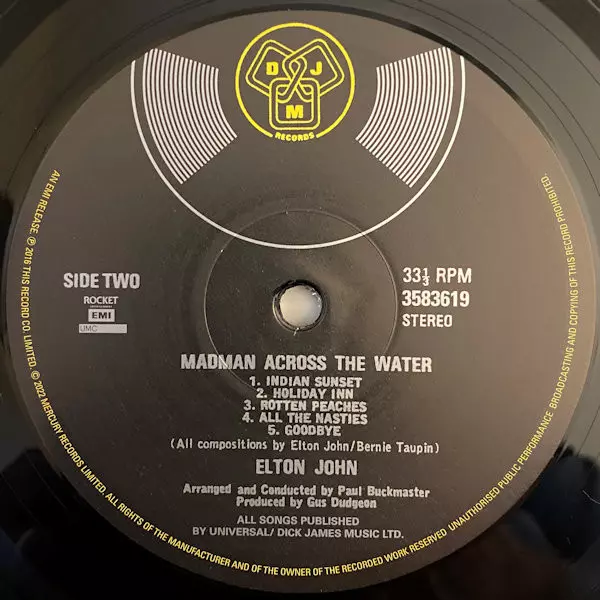 D J
M
RECORDS
SIDE TWO
ROCKET
ENTERTAINMENT
EMI
UMC
33⅓ RPM
3583619
STEREO
MADMAN ACROSS THE WATER
1. INDIAN SUNSET
2. HOLIDAY INN
3. ROTTEN PEACHES
4. ALL THE NASTIES
5. GOODBYE
(All compositions by Elton John/Bernie Taupin)
ELTON JOHN
Arranged and Conducted by Paul Buckmaster
Produced by Gus Dudgeon
ALL SONGS PUBLISHED
BY UNIVERSAL/ DICK JAMES MUSIC LTD.
AN EMI RELEASE. ℗ 2016 THIS RECORD CO. LIMITED. © 2022 MERCURY RECORDS LIMITED. ALL RIGHTS OF THE MANUFACTURER AND OF THE OWNER OF THE RECORDED WORK RESERVED. UNAUTHORISED PUBLIC PERFORMANCE, BROADCASTING AND COPYING OF THIS RECORD PROHIBITED.